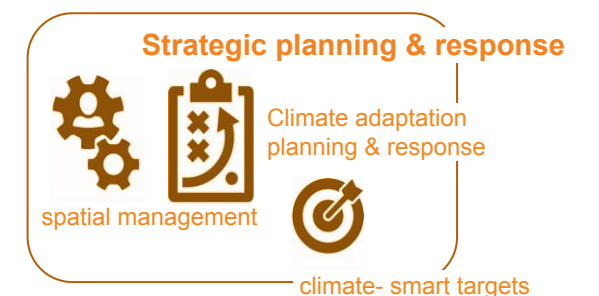 Strategic planning & response
Climate adaptation
planning & response
spatial management
climate- smart targets